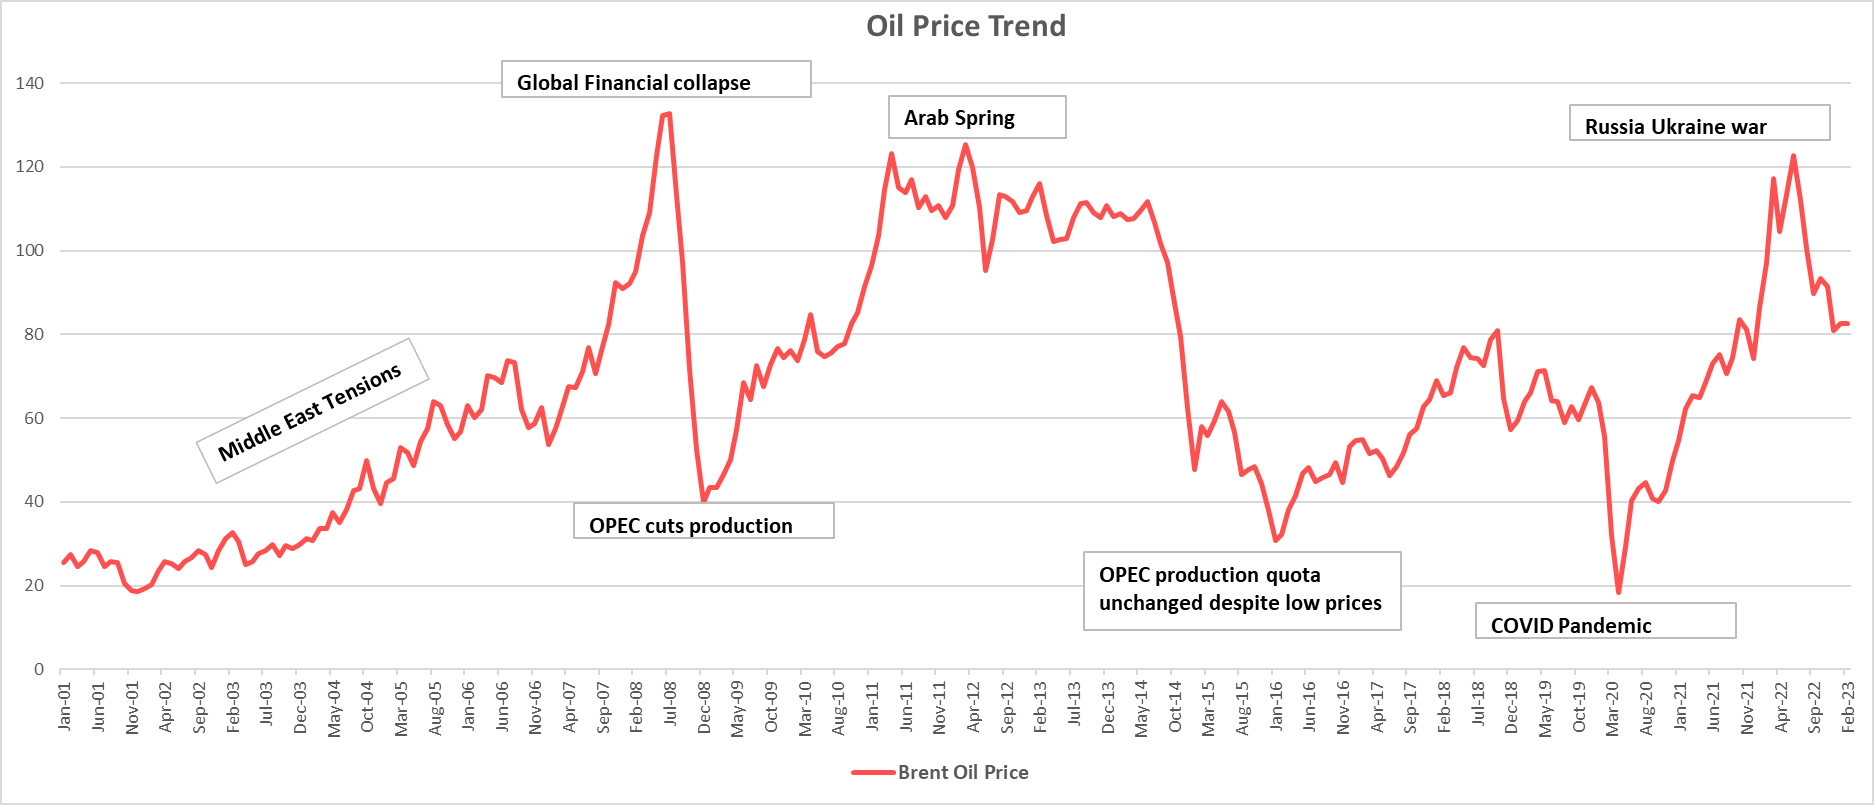 Oil Price Trend
140
120
100
80
60
40
20
0
Global Financial collapse
Arab Spring
Russia Ukraine war
Middle East Tensions
OPEC cuts production
OPEC production quota
unchanged despite low prices
COVID Pandemic
Jan-01
Jun-01
Nov-01
Apr-02
Sep-02
Feb-03
Jul-03
Dec-03
May-04
Oct-04
Mar-05
Aug-05
Jan-06
Jun-06
Nov-06
Apr-07
Sep-07
Feb-08
Jul-08
Dec-08
May-09
Oct-09
Mar-10
Aug-10
Jan-11
Jun-11
Nov-11
Apr-12
Sep-12
Feb-13
Jul-13
Dec-13
May-14
Oct-14
Mar-15
Aug-15
Jan-16
Jun-16
Nov-16
Apr-17
Sep-17
Feb-18
Jul-18
Dec-18
May-19
Oct-19
Mar-20
Aug-20
Jan-21
Jun-21
Nov-21
Apr-22
Sep-22
Feb-23
Brent Oil Price